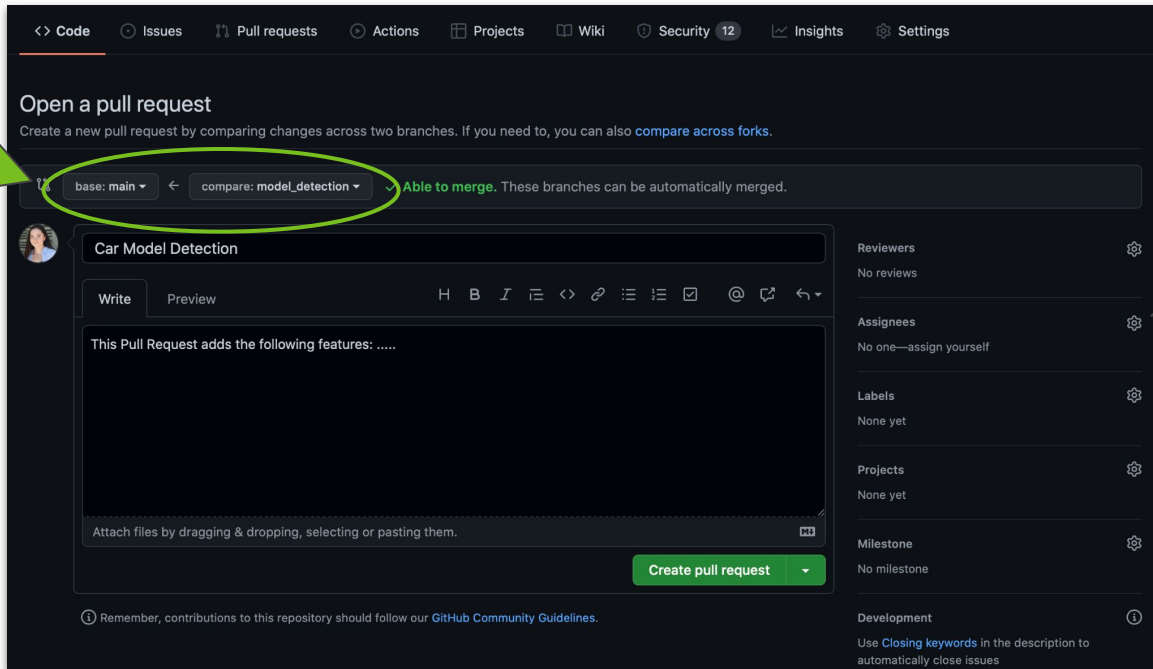 <> Code Issues Pull requests Actions Projects Wiki Security 12 Insights Settings
Open a pull request
Create a new pull request by comparing changes across two branches. If you need to, you can also compare across forks.
base: main ← compare: model_detection ✓ Able to merge. These branches can be automatically merged.
Car Model Detection
Write Preview H B I <> @
This Pull Request adds the following features: .....
Attach files by dragging & dropping, selecting or pasting them.
Create pull request
Remember, contributions to this repository should follow our GitHub Community Guidelines.
Reviewers
No reviews
Assignees
No one—assign yourself
Labels
None yet
Projects
None yet
Milestone
No milestone
Development
Use Closing keywords in the description to
automatically close issues